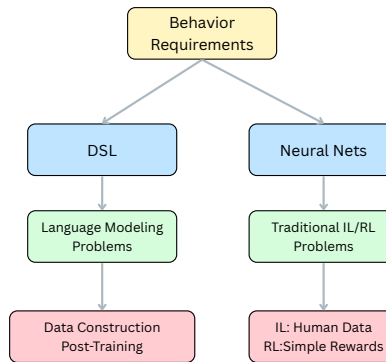 Behavior
Requirements
DSL
Neural Nets
Language Modeling
Problems
Traditional IL/RL
Problems
Data Construction
Post-Training
IL: Human Data
RL:Simple Rewards